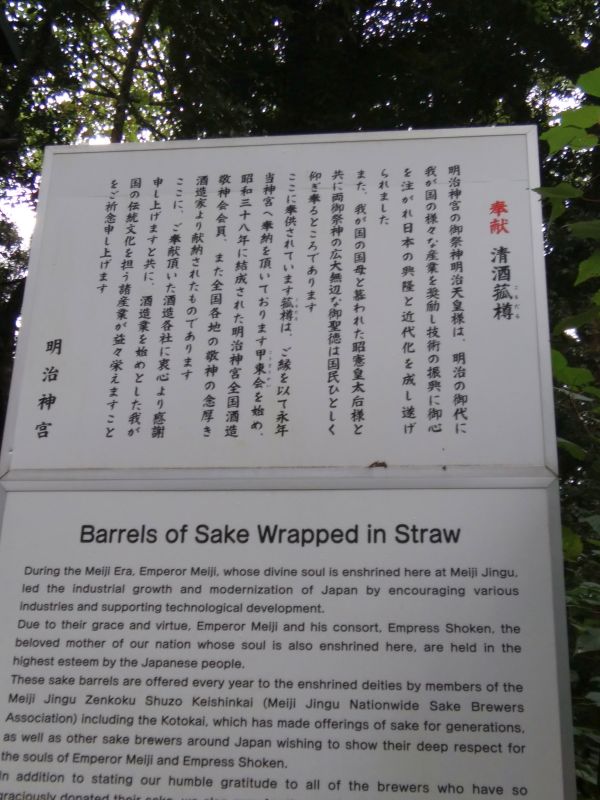 奉献 清酒菰樽
こもだる
明治神宮の御祭神明治天皇様は、明治の御代に
我が国の様々な産業を奨励し技術の振興に御心
を注がれ日本の興隆と近代化を成し遂げ
られました
また、我が国の国母と慕われた昭憲皇太后様と
共に両御祭神の広大無辺な御聖徳は国民ひとしく
仰ぎ奉るところであります
ここに奉供されています菰樽は、ご縁を以て永年
こもだる
当神宮へ奉納を頂いております甲東会を始め、
こうとうかい
昭和三十八年に結成された明治神宮全国酒造
敬神会会員、また全国各地の敬神の念厚き
酒造家より献納されたものであります
ここに、ご奉献頂いた酒造各社に衷心より感謝
申し上げますと共に、酒造業を始めとした我が
国の伝統文化を担う諸産業が益々栄えますこと
をご祈念申し上げます
明治神宮
Barrels of Sake Wrapped in Straw
During the Meiji Era, Emperor Meiji, whose divine soul is enshrined here at Meiji Jingu,
led the industrial growth and modernization of Japan by encouraging various
industries and supporting technological development.
Due to their grace and virtue, Emperor Meiji and his consort, Empress Shoken, the
beloved mother of our nation whose soul is also enshrined here, are held in the
highest esteem by the Japanese people.
These sake barrels are offered every year to the enshrined deities by members of the
Meiji Jingu Zenkoku Shuzo Keishinkai (Meiji Jingu Nationwide Sake Brewers
Association) including the Kotokai, which has made offerings of sake for generations,
as well as other sake brewers around Japan wishing to show their deep respect for
the souls of Emperor Meiji and Empress Shoken.
In addition to stating our humble gratitude to all of the brewers who have so
graciously donated their sake, we also